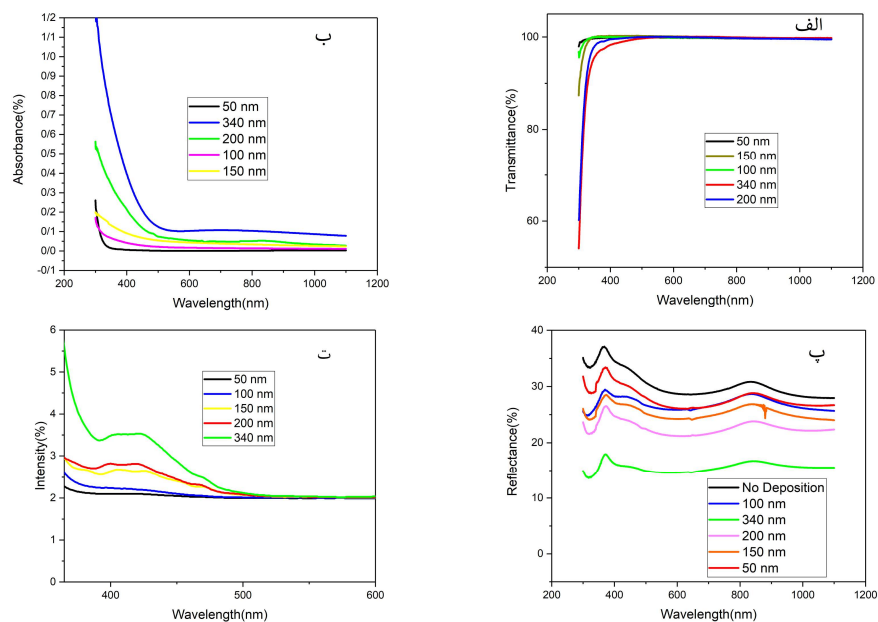 ب
Absorbance(%)
1/2
1/1
1/0
0/9
0/8
0/7
0/6
0/5
0/4
0/3
0/2
0/1
0/0
-0/1
50 nm
340 nm
200 nm
100 nm
150 nm
200 400 600 800 1000 1200
Wavelength(nm)
الف
Transmittance(%)
100
80
60
50 nm
150 nm
100 nm
340 nm
200 nm
200 400 600 800 1000 1200
Wavelength(nm)
ت
Intensity(%)
6
5
4
3
2
1
0
50 nm
100 nm
150 nm
200 nm
340 nm
400 500 600
Wavelength(nm)
پ
Reflectance(%)
40
30
20
10
0
No Deposition
100 nm
340 nm
200 nm
150 nm
50 nm
200 400 600 800 1000 1200
Wavelength(nm)